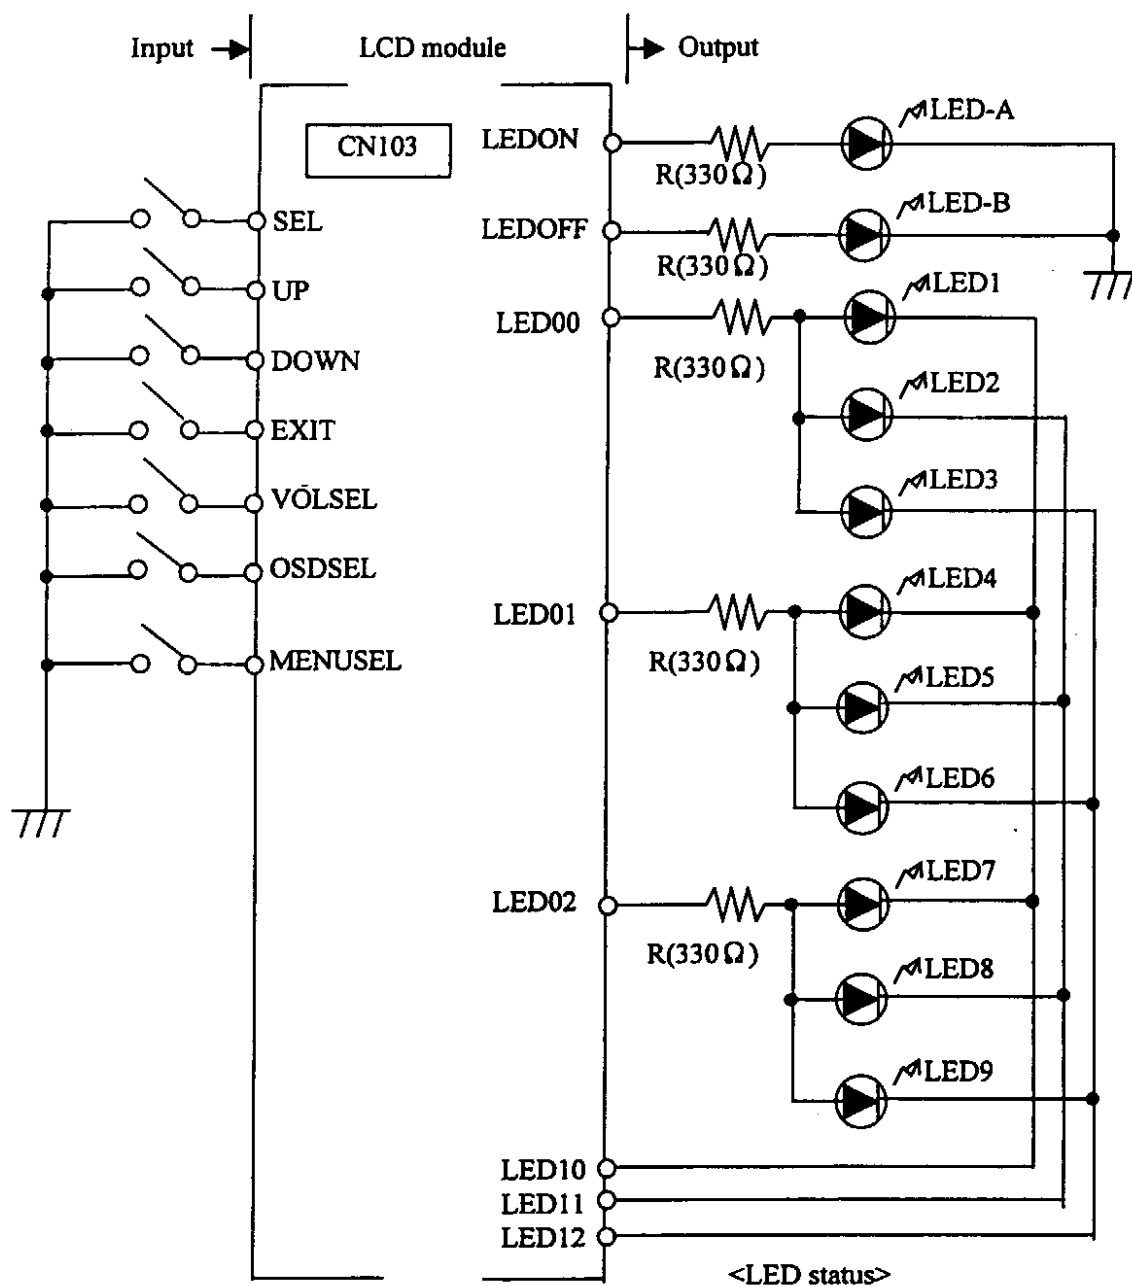 Input LCD module Output
CN103
LEDON
R(330Ω)
LED-A
SEL
LEDOFF
R(330Ω)
LED-B
UP
LED00
R(330Ω)
LED1
DOWN
LED2
EXIT
LED3
VŌLSEL
OSDSEL
LED01
R(330Ω)
LED4
MENUSEL
LED5
LED6
LED02
R(330Ω)
LED7
LED8
LED9
LED10
LED11
LED12
<LED status>